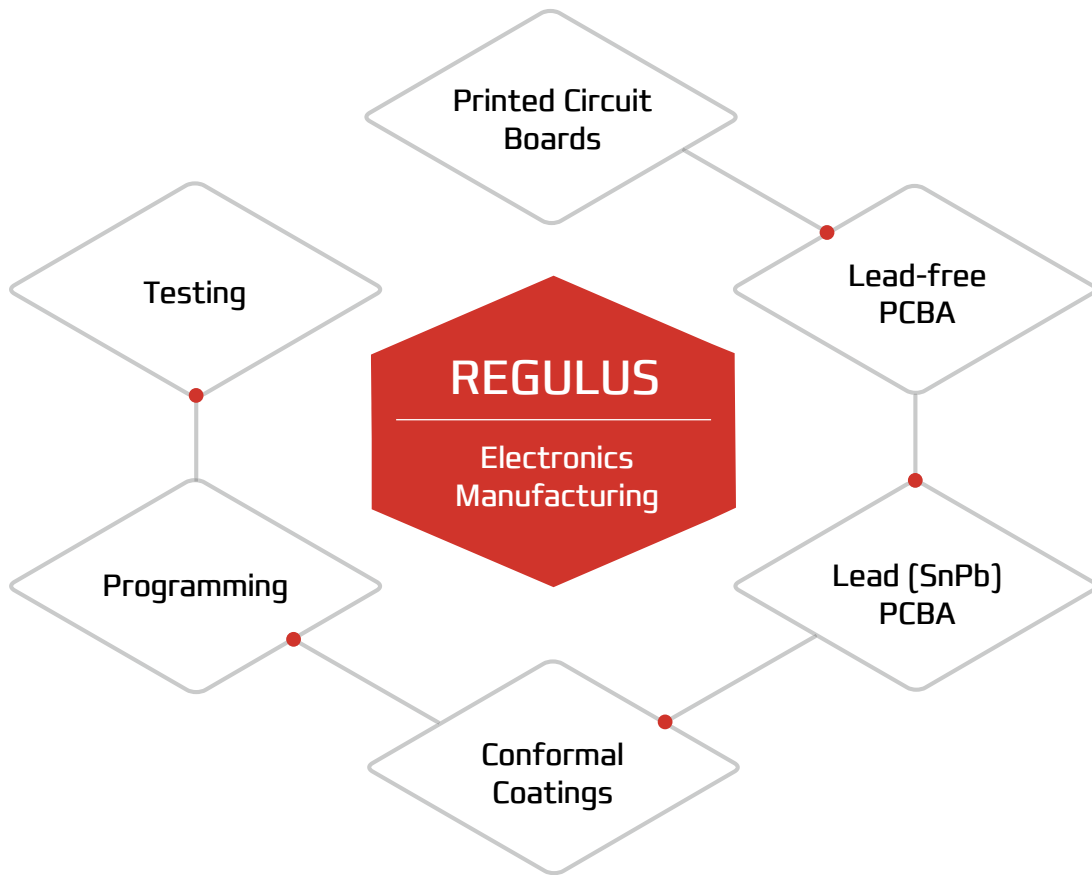 Printed Circuit
Boards
Lead-free
PCBA
Lead (SnPb)
PCBA
Conformal
Coatings
Programming
Testing
REGULUS
Electronics
Manufacturing